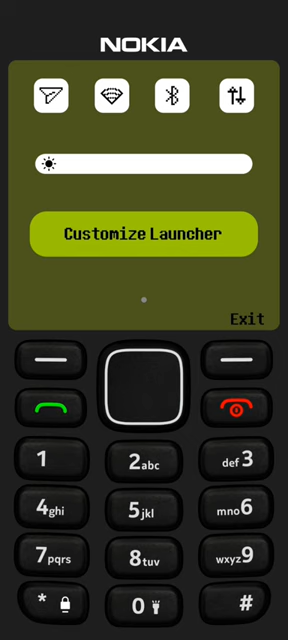 NOKIA
Customize Launcher
Exit
1
2abc
def3
4ghi
5jkl
mno6
7pqrs
8tuv
wxyz9
*
0
#